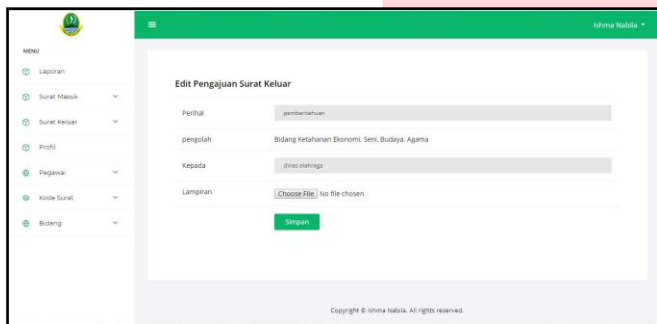 Ishma Nabila
MENU
Laporan
Surat Masuk
Surat Keluar
Profil
Pegawai
Kode Surat
Bidang
Edit Pengajuan Surat Keluar
Perihal pemberitahuan
pengolah Bidang Ketahanan Ekonomi, Seni, Budaya, Agama
Kepada dinas olahraga
Lampiran Choose File No file chosen
Simpan
Copyright © Ishma Nabila. All rights reserved.